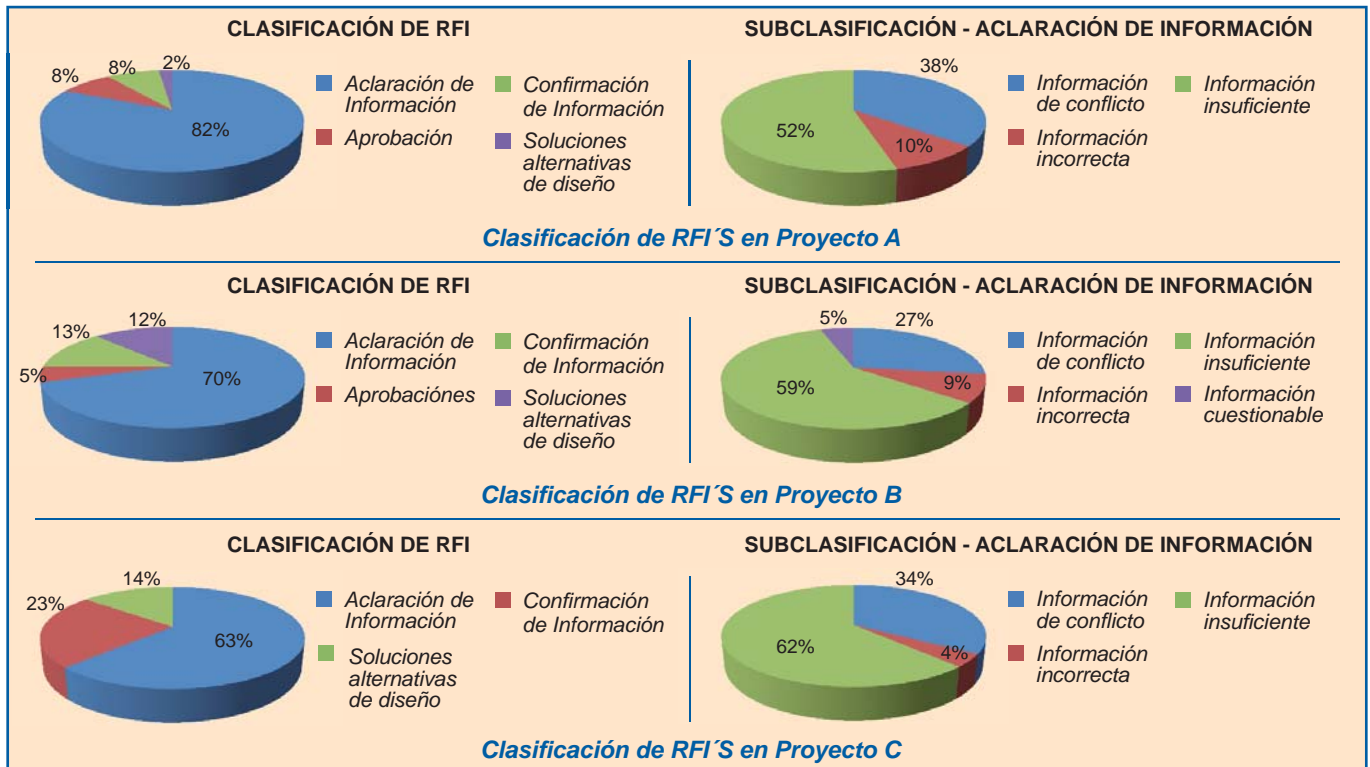 CLASIFICACIÓN DE RFI
2%
8%
8%
82%
Aclaración de
Información
Aprobación
Confirmación
de Información
Soluciones
alternativas
de diseño
SUBCLASIFICACIÓN - ACLARACIÓN DE INFORMACIÓN
38%
52%
10%
Información
de conflicto
Información
incorrecta
Información
insuficiente
Clasificación de RFI´S en Proyecto A
CLASIFICACIÓN DE RFI
12%
13%
5%
70%
Aclaración de
Información
Aprobaciónes
Confirmación
de Información
Soluciones
alternativas
de diseño
SUBCLASIFICACIÓN - ACLARACIÓN DE INFORMACIÓN
5%
27%
59%
9%
Información
de conflicto
Información
incorrecta
Información
insuficiente
Información
cuestionable
Clasificación de RFI´S en Proyecto B
CLASIFICACIÓN DE RFI
14%
23%
63%
Aclaración de
Información
Soluciones
alternativas
de diseño
Confirmación
de Información
SUBCLASIFICACIÓN - ACLARACIÓN DE INFORMACIÓN
34%
62%
4%
Información
de conflicto
Información
incorrecta
Información
insuficiente
Clasificación de RFI´S en Proyecto C